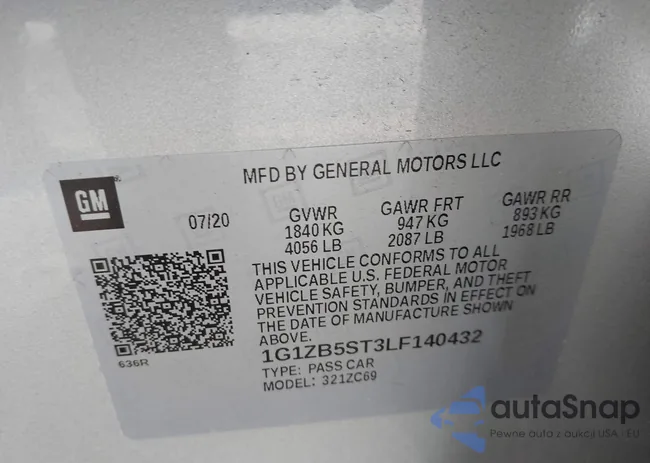 GM
MFD BY GENERAL MOTORS LLC
07/20 GVWR GAWR FRT GAWR RR
1840 KG 947 KG 893 KG
4056 LB 2087 LB 1968 LB
THIS VEHICLE CONFORMS TO ALL
APPLICABLE U.S. FEDERAL MOTOR
VEHICLE SAFETY, BUMPER, AND THEFT
PREVENTION STANDARDS IN EFFECT ON
THE DATE OF MANUFACTURE SHOWN
ABOVE.
1G1ZB5ST3LF140432
TYPE: PASS CAR
MODEL: 321ZC69
636R
autaSnap
Pewne auta z aukcji USA - EU